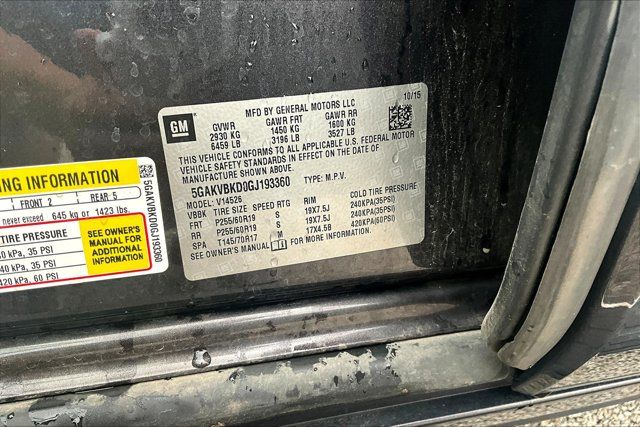 MFD BY GENERAL MOTORS LLC 10/15
GM
GVWR GAWR FRT GAWR RR
2930 KG 1450 KG 1600 KG
6459 LB 3196 LB 3527 LB
THIS VEHICLE CONFORMS TO ALL APPLICABLE U.S. FEDERAL MOTOR
VEHICLE SAFETY STANDARDS IN EFFECT ON THE DATE OF
MANUFACTURE SHOWN ABOVE.
5GAKVBKD0GJ193360 TYPE: M.P.V.
MODEL: V14526
VBBK TIRE SIZE SPEED RTG RIM COLD TIRE PRESSURE
FRT P255/60R19 S 19X7.5J 240KPA(35PSI)
RR P255/60R19 S 19X7.5J 240KPA(35PSI)
SPA T145/70R17 M 17X4.5B 420KPA(60PSI)
SEE OWNER'S MANUAL FOR MORE INFORMATION.
ING INFORMATION
FRONT 2 REAR 5
never exceed 645 kg or 1423 lbs.
TIRE PRESSURE
kPA, 35 PSI
40 kPA, 35 PSI
420 kPA, 60 PSI
SEE OWNER'S
MANUAL FOR
ADDITIONAL
INFORMATION
5GAKVBKD0GJ193360